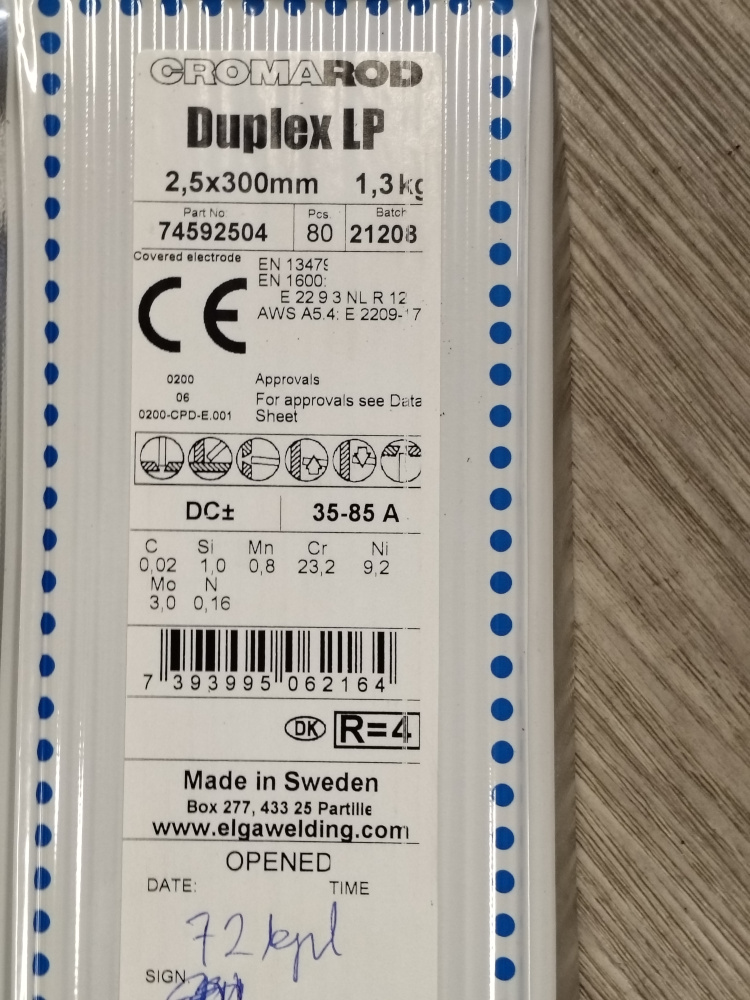 CROMAROD
Duplex LP
2,5x300mm 1,3 kg
Part No Pcs. Batch
74592504 80 21208
Covered electrode
EN 13479
EN 1600:
E 22 9 3 NL R 12
AWS A5.4: E 2209-17
CE
0200 Approvals
06 For approvals see Data
0200-CPD-E.001 Sheet
DC± 35-85 A
C Si Mn Cr Ni
0,02 1,0 0,8 23,2 9,2
Mo N
3,0 0,16
7 393995 062164
DK R=4
Made in Sweden
Box 277, 433 25 Partille
www.elgawelding.com
OPENED
DATE: TIME
72 kpl
SIGN